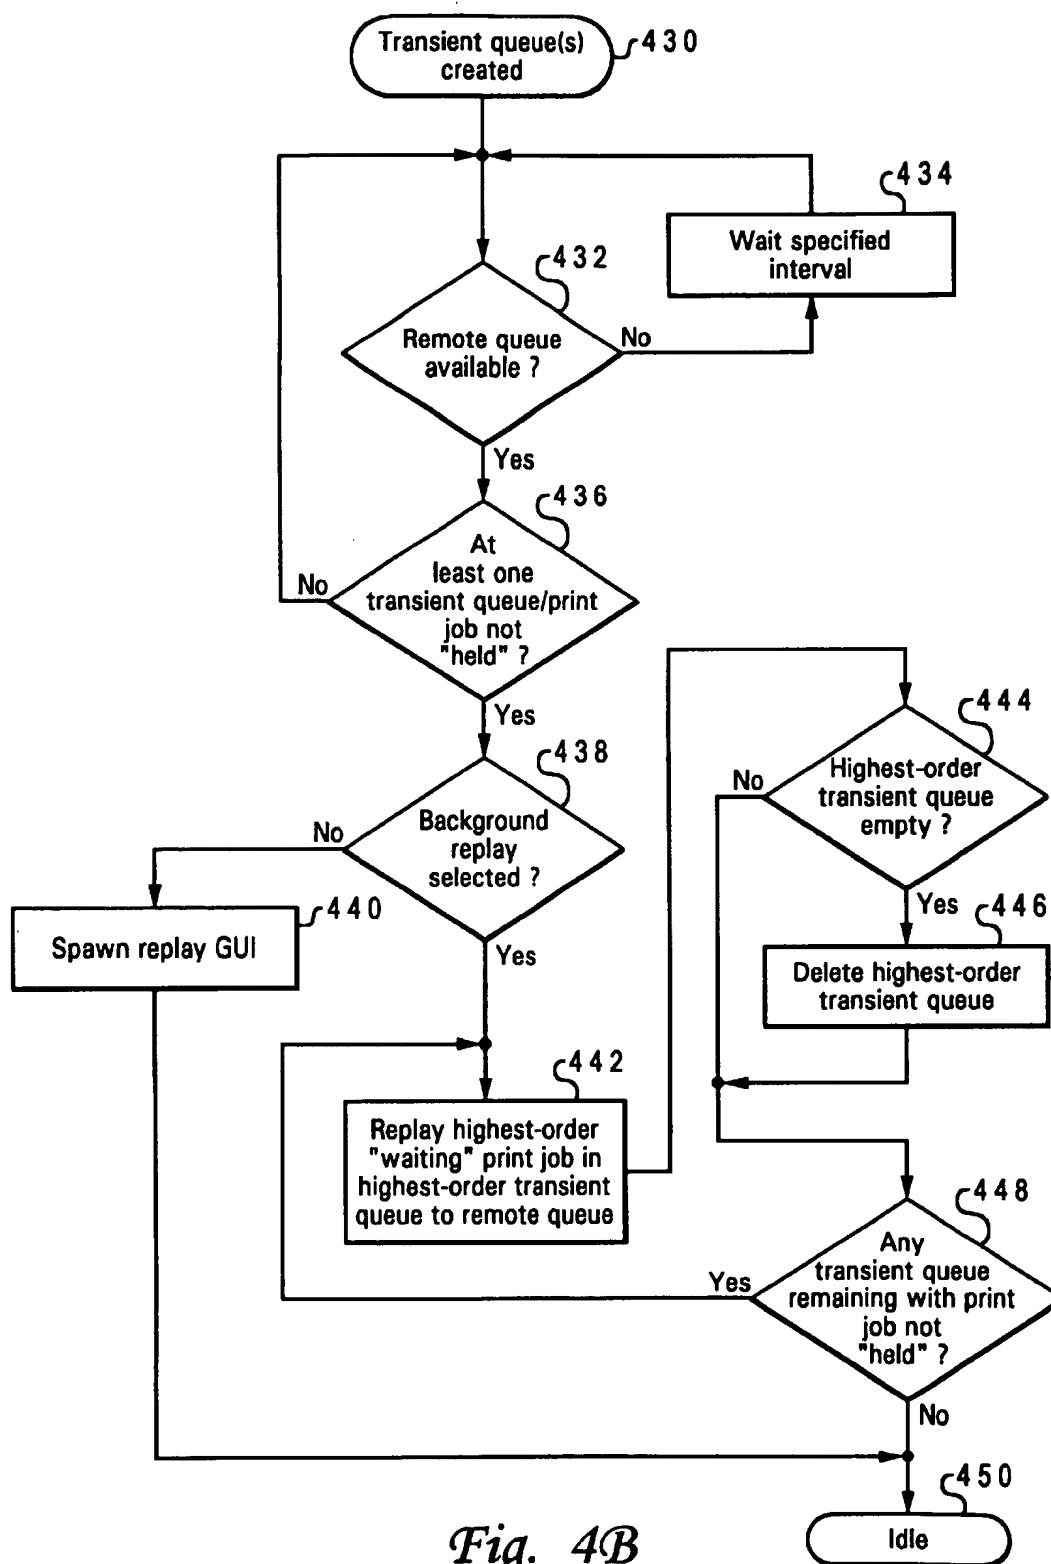 Transient queue(s)
created
430
434
Wait specified
interval
432
Remote queue
available ?
No
Yes
436
At
least one
transient queue/print
job not
"held" ?
No
Yes
438
Background
replay
selected ?
No
Yes
440
Spawn replay GUI
442
Replay highest-order
"waiting" print job in
highest-order transient
queue to remote queue
444
Highest-order
transient queue
empty ?
No
Yes
446
Delete highest-order
transient queue
448
Any
transient queue
remaining with print
job not
"held" ?
Yes
No
450
Idle
Fig. 4B